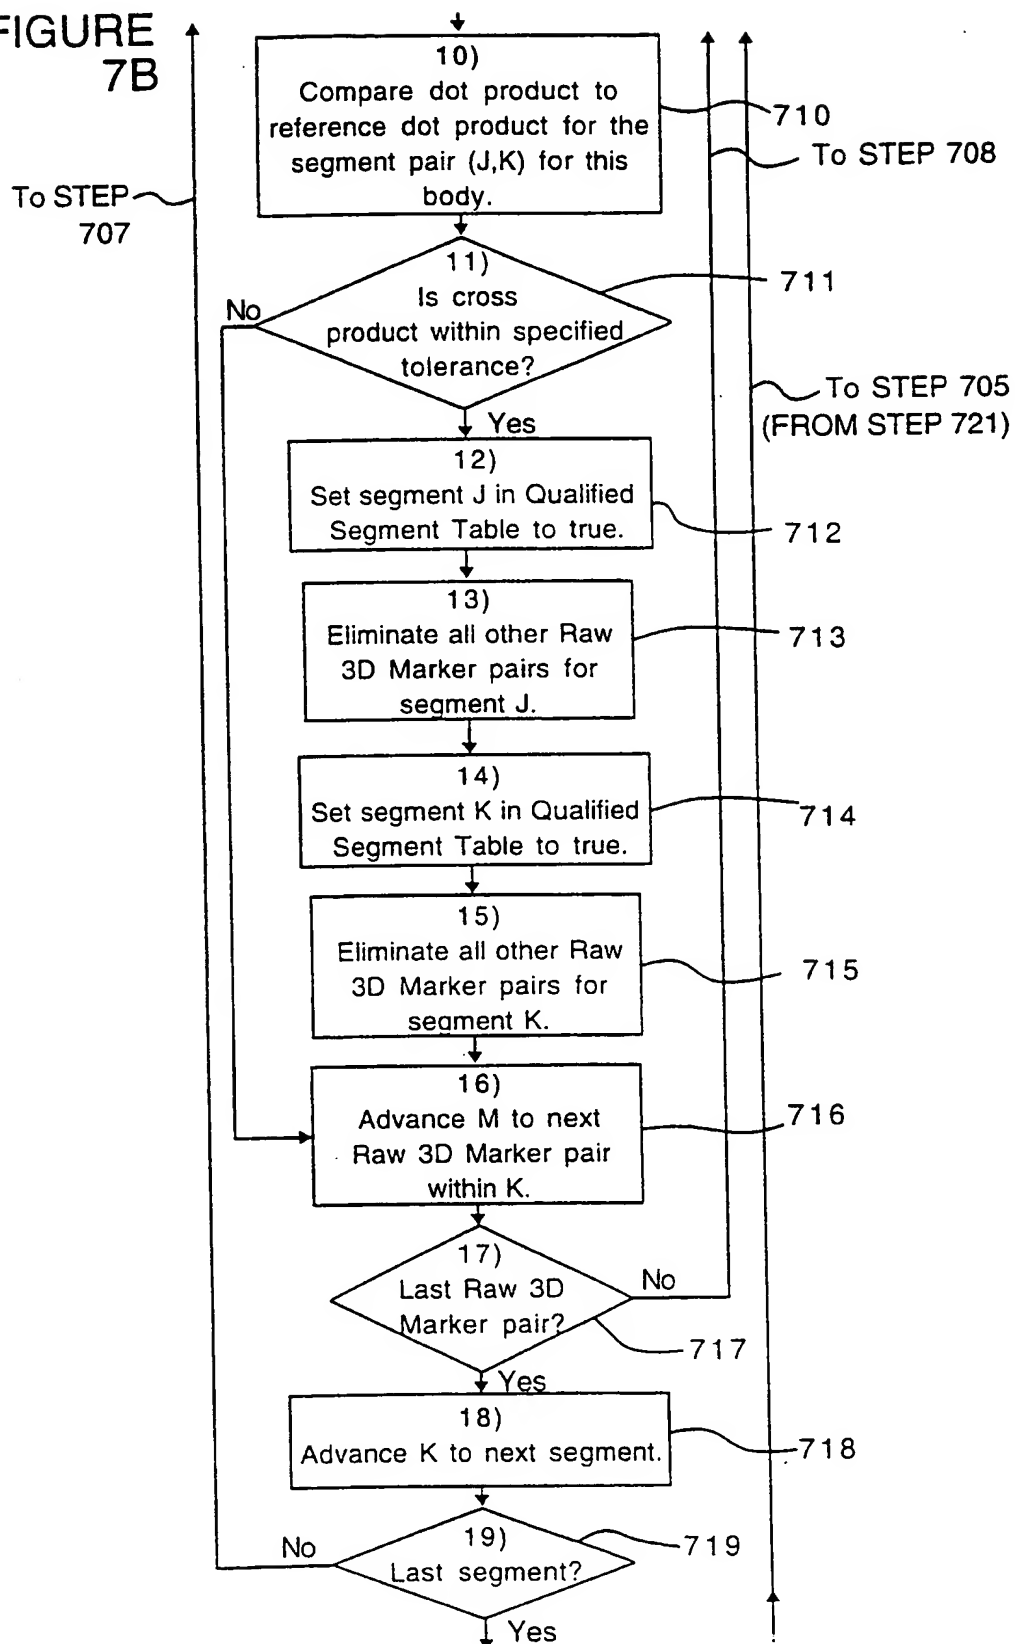 FIGURE
7B
10)
Compare dot product to
reference dot product for the
segment pair (J,K) for this
body.
710
To STEP 708
To STEP
707
11)
Is cross
product within specified
tolerance?
711
No
Yes
To STEP 705
(FROM STEP 721)
12)
Set segment J in Qualified
Segment Table to true.
712
13)
Eliminate all other Raw
3D Marker pairs for
segment J.
713
14)
Set segment K in Qualified
Segment Table to true.
714
15)
Eliminate all other Raw
3D Marker pairs for
segment K.
715
16)
Advance M to next
Raw 3D Marker pair
within K.
716
17)
Last Raw 3D
Marker pair?
No
717
Yes
18)
Advance K to next segment.
718
19)
Last segment?
No
719
Yes